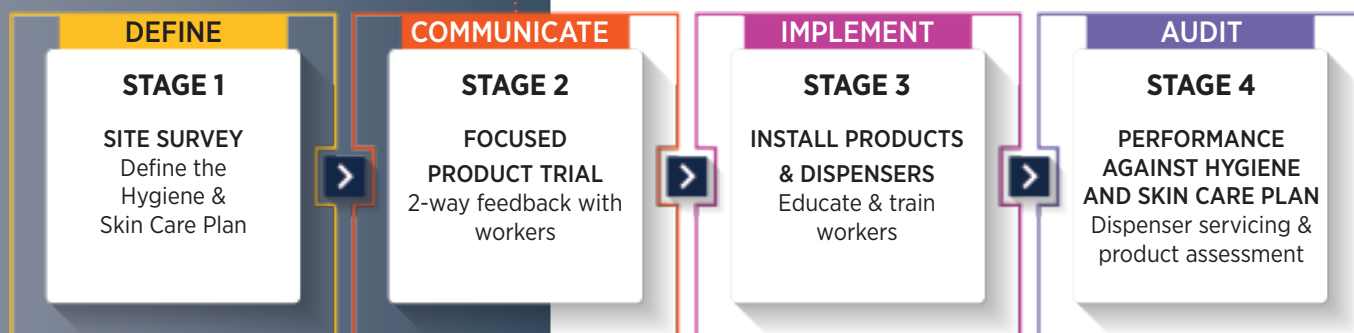 DEFINE
STAGE 1
SITE SURVEY
Define the
Hygiene &
Skin Care Plan
COMMUNICATE
STAGE 2
FOCUSED
PRODUCT TRIAL
2-way feedback with
workers
IMPLEMENT
STAGE 3
INSTALL PRODUCTS
& DISPENSERS
Educate & train
workers
AUDIT
STAGE 4
PERFORMANCE
AGAINST HYGIENE
AND SKIN CARE PLAN
Dispenser servicing &
product assessment